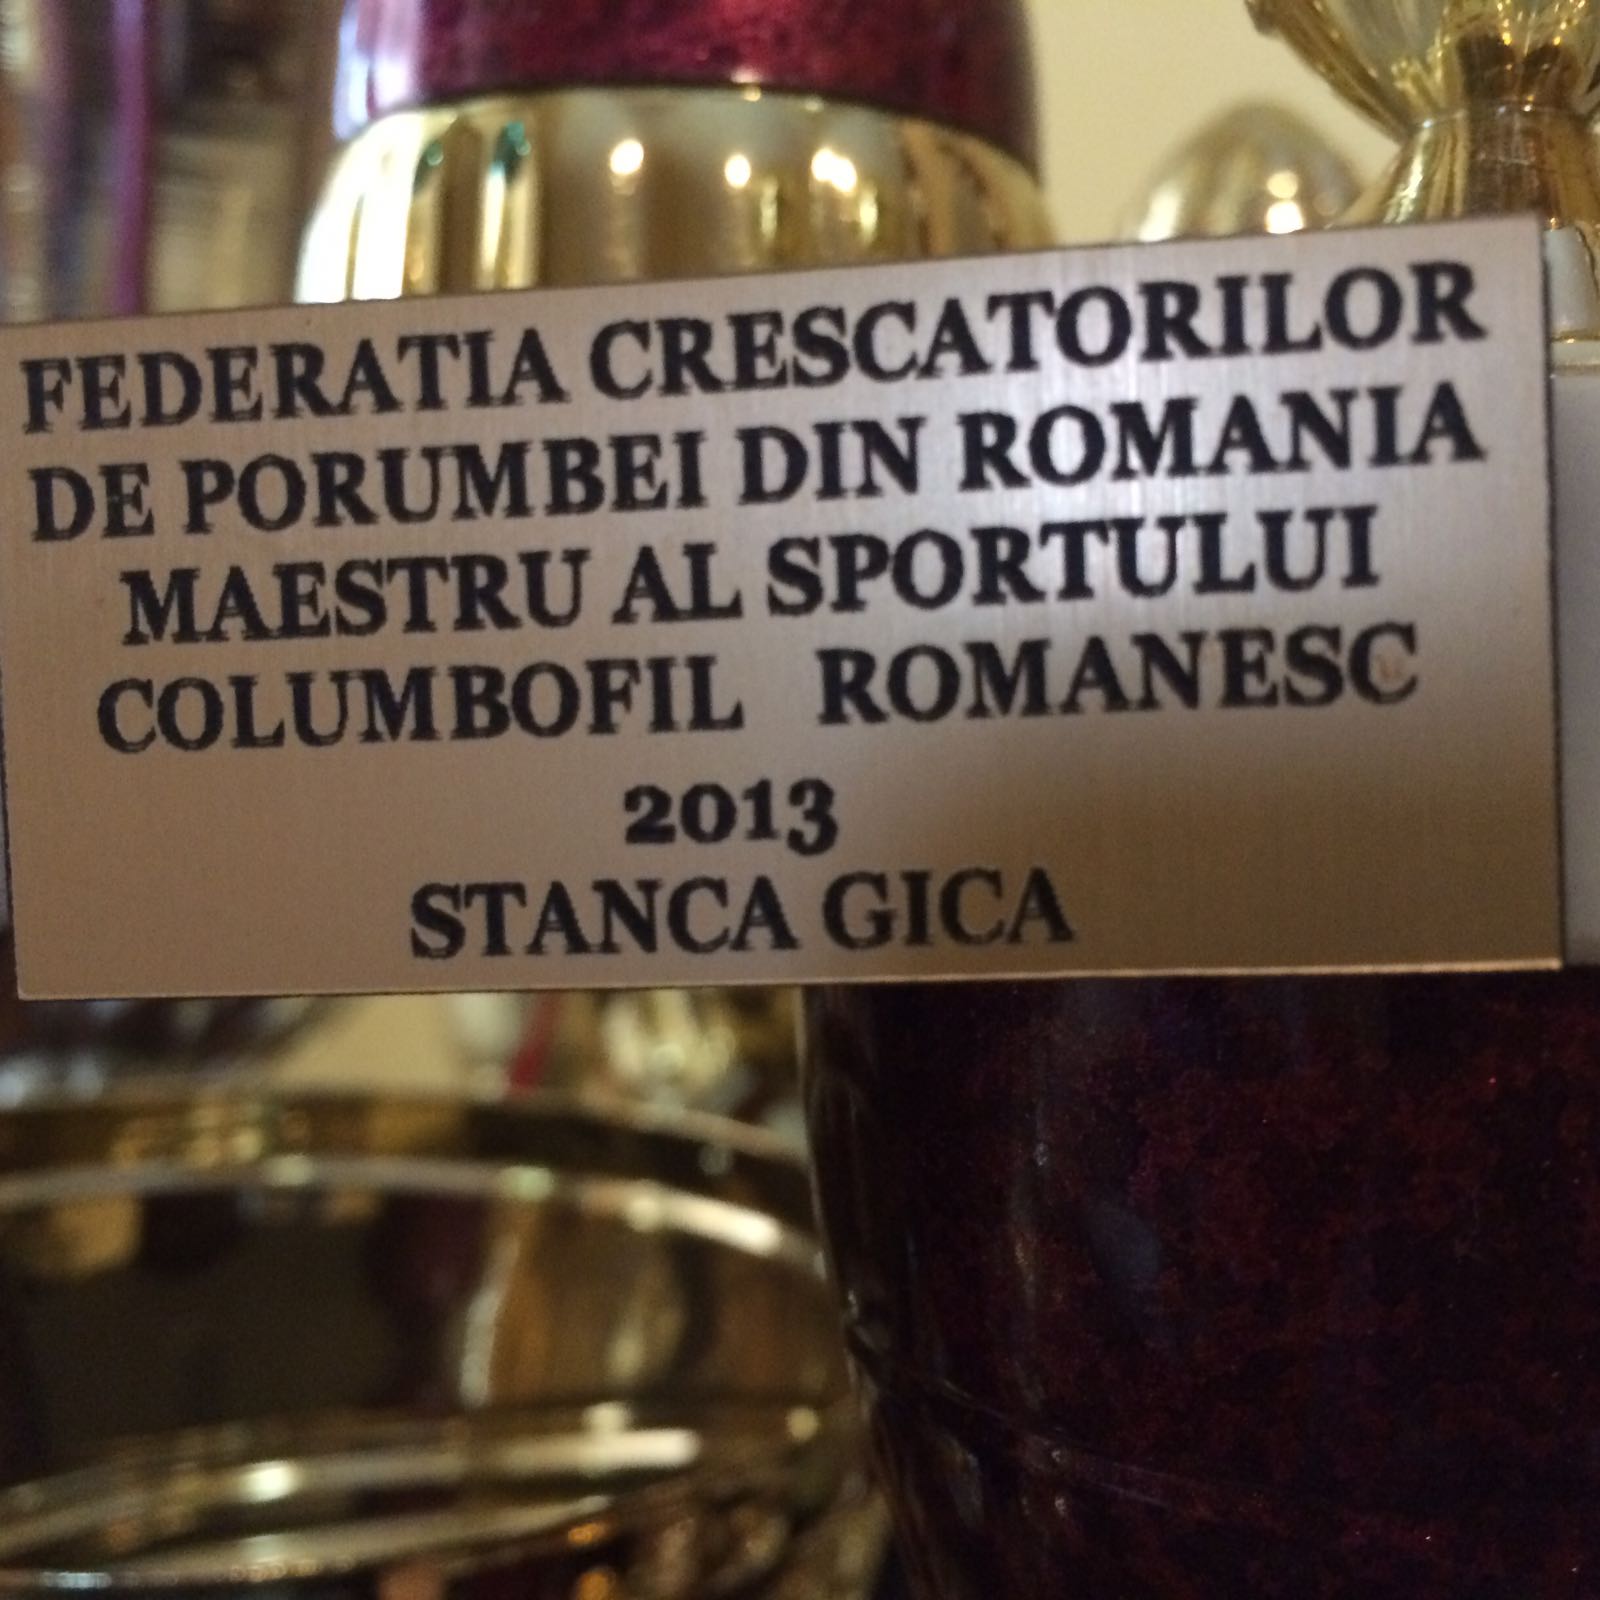 FEDERATIA CRESCATORILOR
DE PORUMBEI DIN ROMANIA
MAESTRU AL SPORTULUI
COLUMBOFIL ROMANESC
2013
STANCA GICA